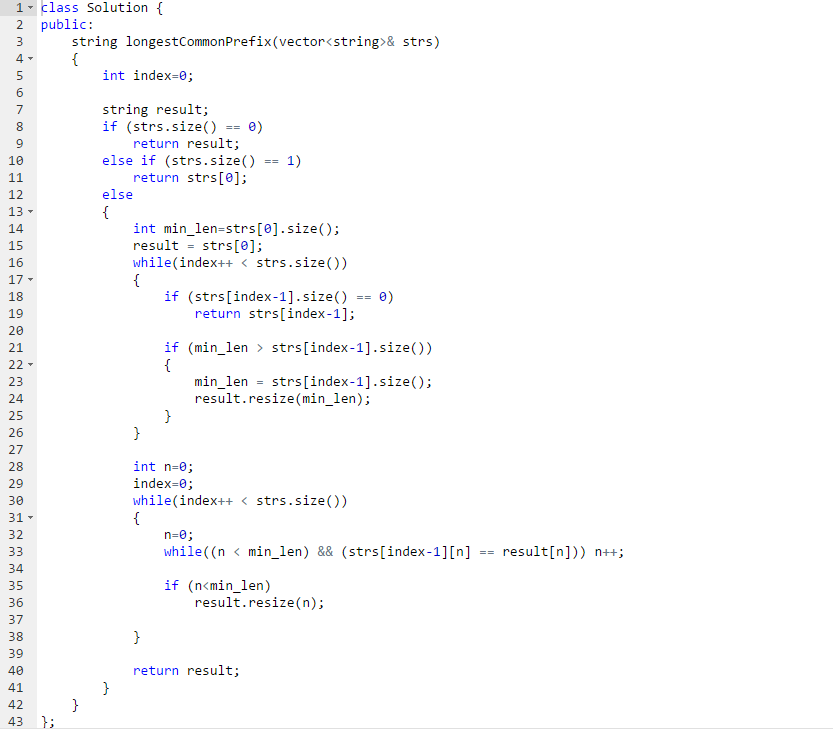 1 class Solution {
2 public:
3     string longestCommonPrefix(vector<string>& strs)
4     {
5         int index=0;
6
7         string result;
8         if (strs.size() == 0)
9             return result;
10         else if (strs.size() == 1)
11             return strs[0];
12         else
13         {
14             int min_len=strs[0].size();
15             result = strs[0];
16             while(index++ < strs.size())
17             {
18                 if (strs[index-1].size() == 0)
19                     return strs[index-1];
20
21                 if (min_len > strs[index-1].size())
22                 {
23                     min_len = strs[index-1].size();
24                     result.resize(min_len);
25                 }
26             }
27
28             int n=0;
29             index=0;
30             while(index++ < strs.size())
31             {
32                 n=0;
33                 while((n < min_len) && (strs[index-1][n] == result[n])) n++;
34
35                 if (n<min_len)
36                     result.resize(n);
37
38             }
39
40             return result;
41         }
42     }
43 };